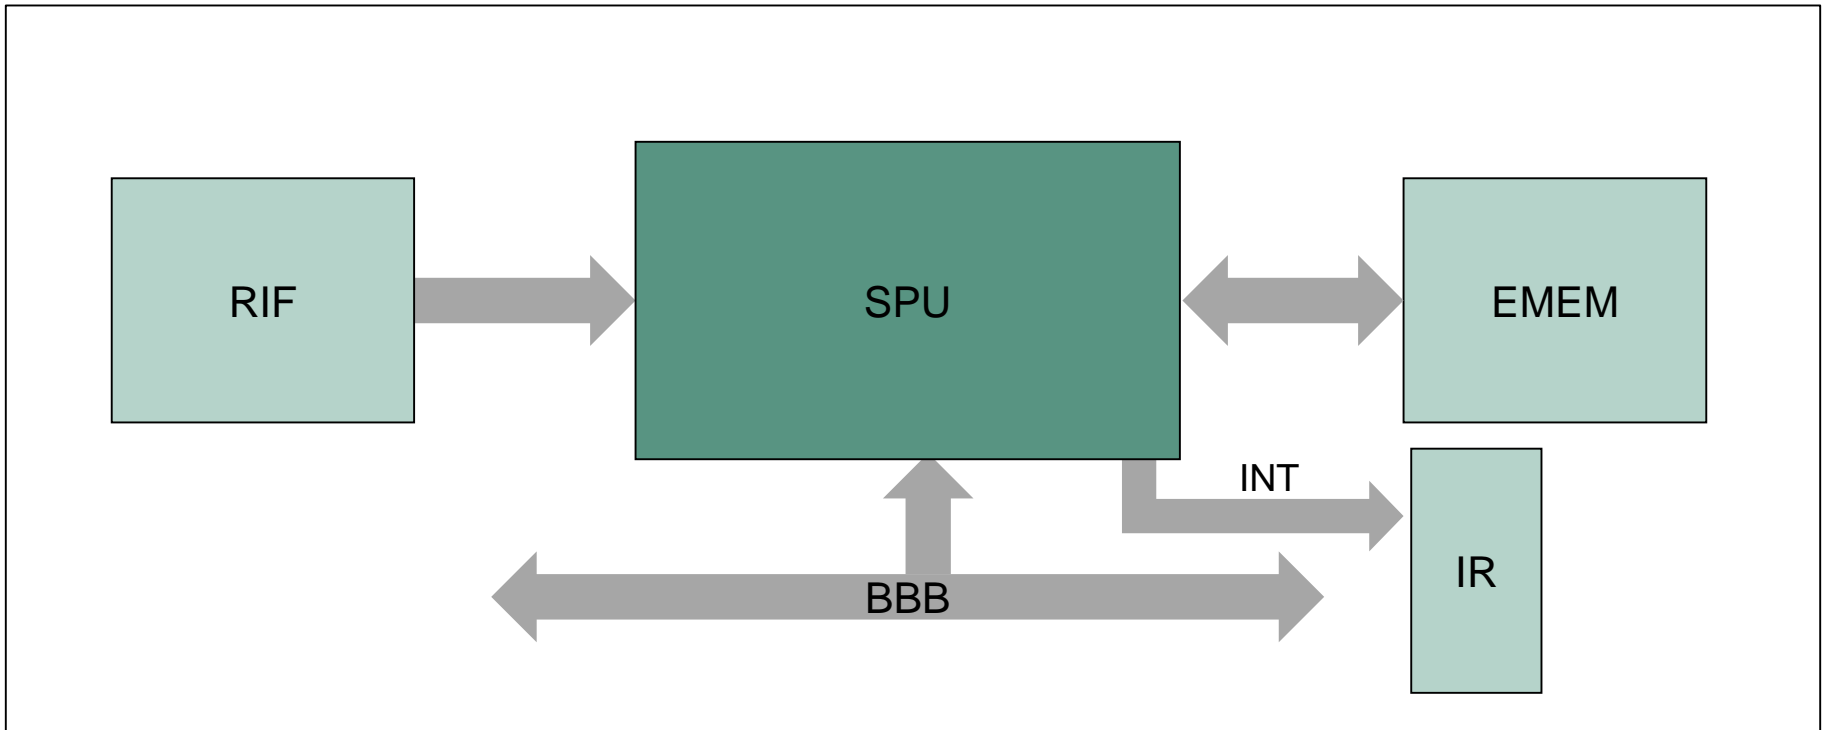 RIF
SPU
EMEM
INT
IR
BBB